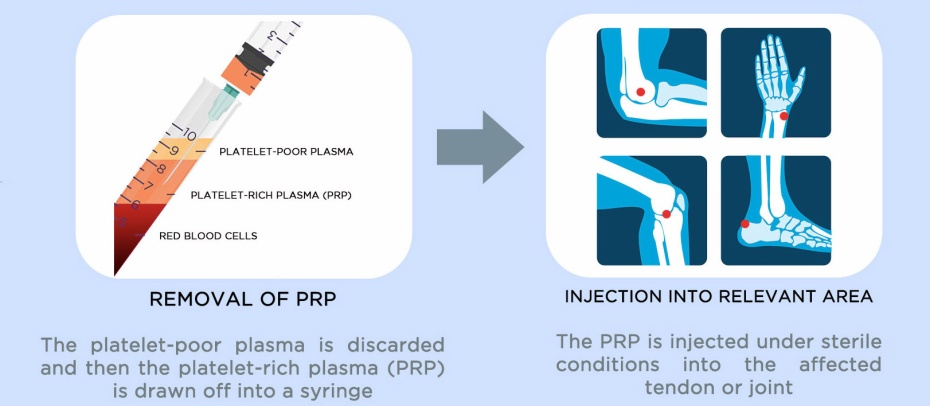 3
1
10
9
8
7
6
PLATELET-POOR PLASMA
PLATELET-RICH PLASMA (PRP)
RED BLOOD CELLS
REMOVAL OF PRP
The platelet-poor plasma is discarded
and then the platelet-rich plasma (PRP)
is drawn off into a syringe
INJECTION INTO RELEVANT AREA
The PRP is injected under sterile
conditions into the affected
tendon or joint